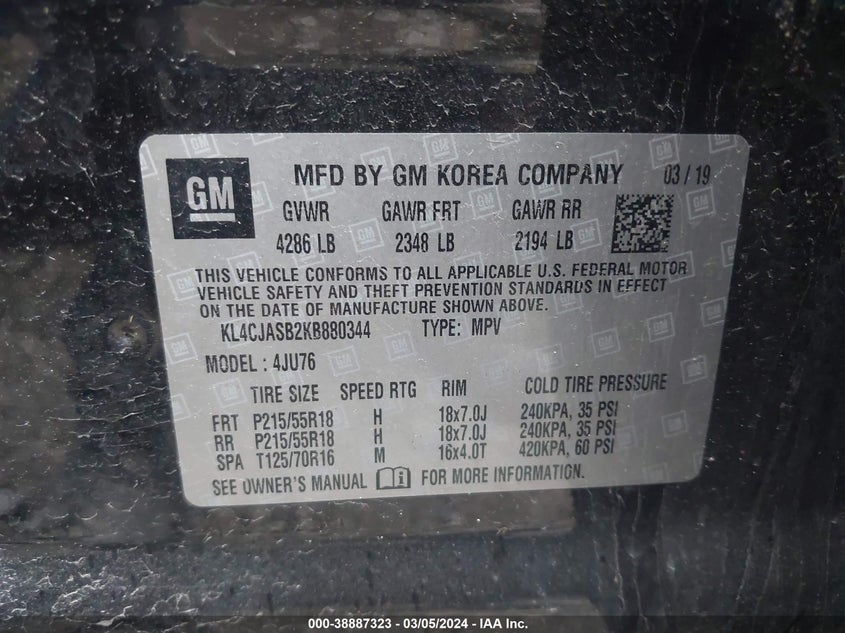 GM MFD BY GM KOREA COMPANY 03 / 19
GVWR GAWR FRT GAWR RR
4286 LB 2348 LB 2194 LB
THIS VEHICLE CONFORMS TO ALL APPLICABLE U.S. FEDERAL MOTOR
VEHICLE SAFETY AND THEFT PREVENTION STANDARDS IN EFFECT
ON THE DATE OF MANUFACTURE SHOWN ABOVE.
KL4CJASB2KB880344 TYPE: MPV
MODEL : 4JU76
TIRE SIZE SPEED RTG RIM COLD TIRE PRESSURE
FRT P215/55R18 H 18x7.0J 240KPA, 35 PSI
RR P215/55R18 H 18x7.0J 240KPA, 35 PSI
SPA T125/70R16 M 16x4.0T 420KPA, 60 PSI
SEE OWNER'S MANUAL FOR MORE INFORMATION.
000-38887323 - 03/05/2024 - IAA Inc.